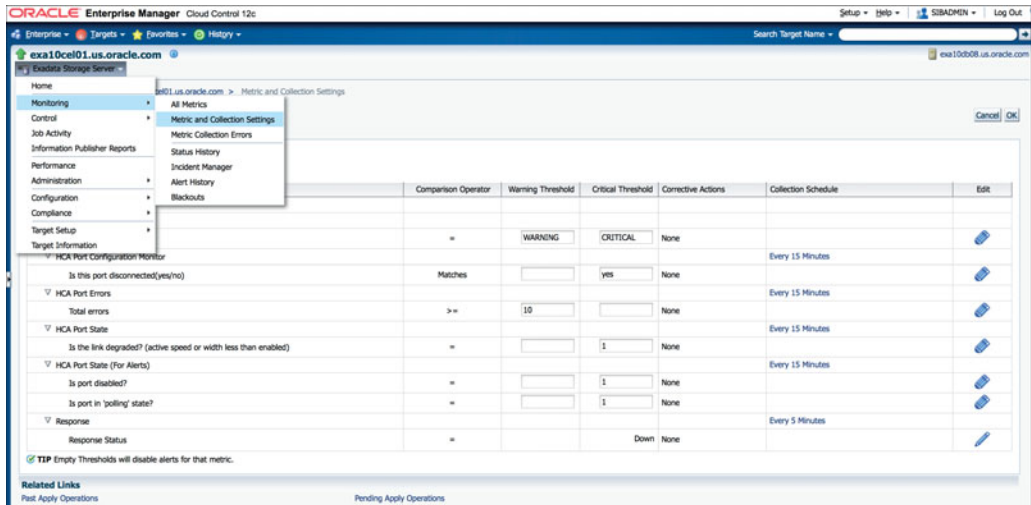 ORACLE Enterprise Manager Cloud Control 12c
Setup Help SIBADMIN Log Out
Enterprise Targets Favorites History Search Target Name
exa10cel01.us.oracle.com exa10db08.us.oracle.com
Exadata Storage Server
Home
Monitoring
Control
Job Activity
Information Publisher Reports
Performance
Administration
Configuration
Compliance
Target Setup
Target Information
All Metrics
Metric and Collection Settings
Metric Collection Errors
Status History
Incident Manager
Alert History
Blackouts
cel01.us.oracle.com > Metric and Collection Settings
Cancel OK
Comparison Operator Warning Threshold Critical Threshold Corrective Actions Collection Schedule Edit
= WARNING CRITICAL None
HCA Port Configuration Monitor Every 15 Minutes
Is this port disconnected(yes/no) Matches yes None
HCA Port Errors Every 15 Minutes
Total errors >= 10 None
HCA Port State Every 15 Minutes
Is the link degraded? (active speed or width less than enabled) = 1 None
HCA Port State (For Alerts) Every 15 Minutes
Is port disabled? = 1 None
Is port in 'polling' state? = 1 None
Response Every 5 Minutes
Response Status = Down None
TIP Empty Thresholds will disable alerts for that metric.
Related Links
Past Apply Operations Pending Apply Operations